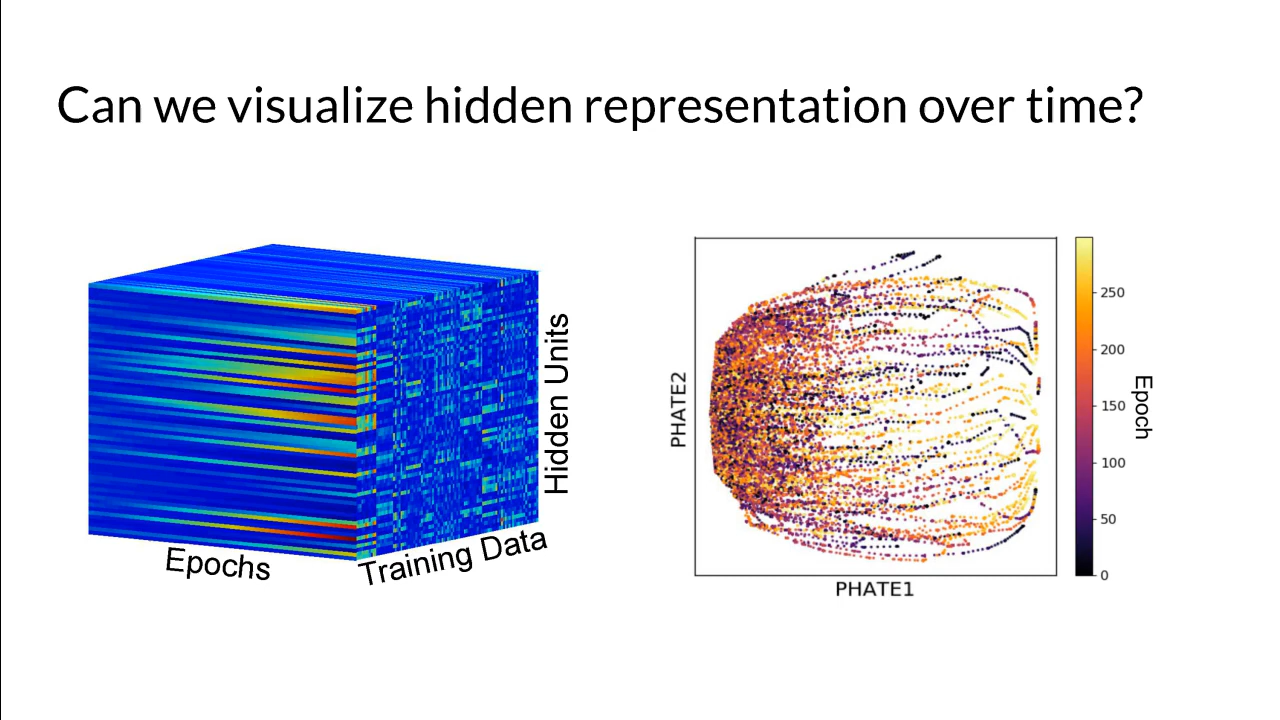 Can we visualize hidden representation over time?
Hidden Units
Epochs
Training Data
PHATE2
PHATE1
250
200
150
100
50
0
Epoch